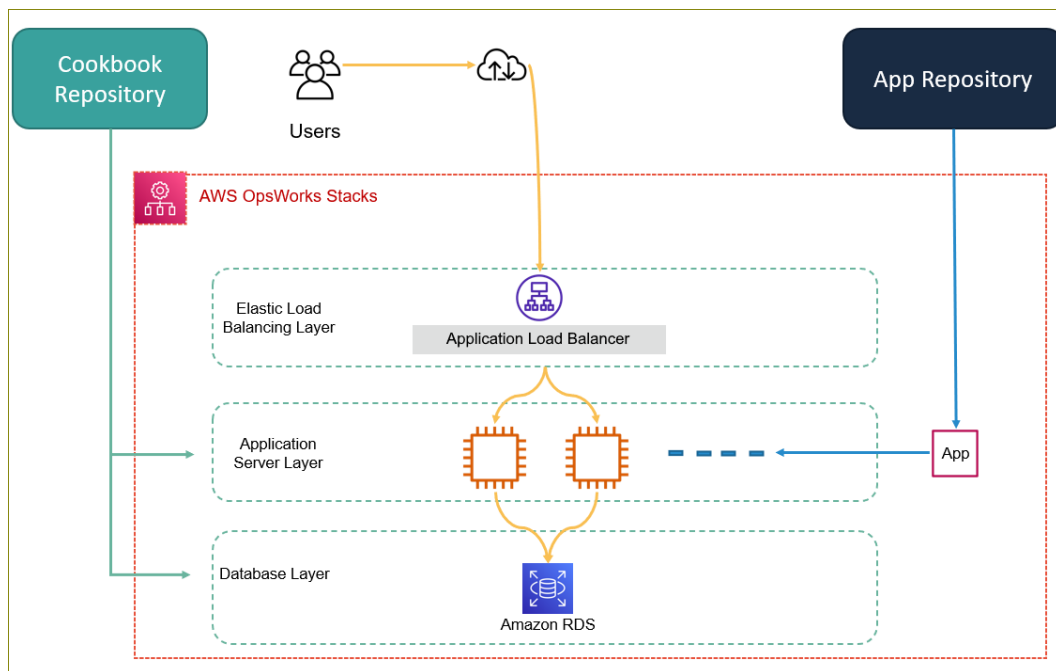 Cookbook
Repository
Users
App Repository
AWS OpsWorks Stacks
Elastic Load
Balancing Layer
Application Load Balancer
Application
Server Layer
App
Database Layer
Amazon RDS